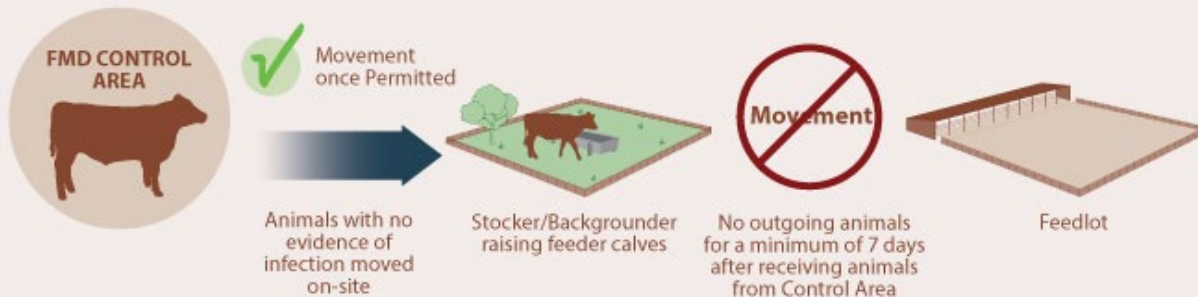 FMD CONTROL
AREA
Movement
once Permitted
Animals with no
evidence of
infection moved
on-site
Stocker/Backgrounder
raising feeder calves
Movement
No outgoing animals
for a minimum of 7 days
after receiving animals
from Control Area
Feedlot